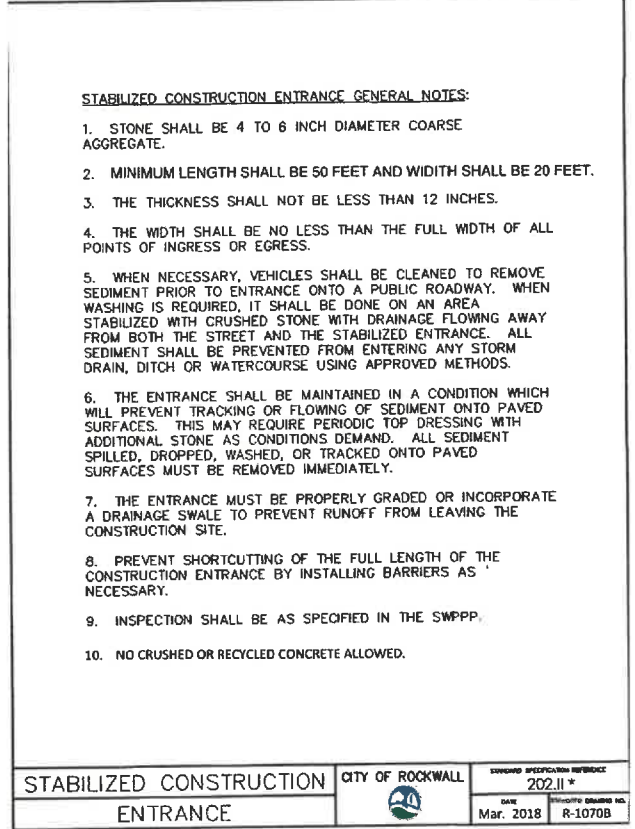 STABILIZED CONSTRUCTION ENTRANCE GENERAL NOTES:
1. STONE SHALL BE 4 TO 6 INCH DIAMETER COARSE
AGGREGATE.
2. MINIMUM LENGTH SHALL BE 50 FEET AND WIDITH SHALL BE 20 FEET.
3. THE THICKNESS SHALL NOT BE LESS THAN 12 INCHES.
4. THE WIDTH SHALL BE NO LESS THAN THE FULL WIDTH OF ALL
POINTS OF INGRESS OR EGRESS.
5. WHEN NECESSARY, VEHICLES SHALL BE CLEANED TO REMOVE
SEDIMENT PRIOR TO ENTRANCE ONTO A PUBLIC ROADWAY. WHEN
WASHING IS REQUIRED, IT SHALL BE DONE ON AN AREA
STABILIZED WITH CRUSHED STONE WITH DRAINAGE FLOWING AWAY
FROM BOTH THE STREET AND THE STABILIZED ENTRANCE. ALL
SEDIMENT SHALL BE PREVENTED FROM ENTERING ANY STORM
DRAIN, DITCH OR WATERCOURSE USING APPROVED METHODS.
6. THE ENTRANCE SHALL BE MAINTAINED IN A CONDITION WHICH
WILL PREVENT TRACKING OR FLOWING OF SEDIMENT ONTO PAVED
SURFACES. THIS MAY REQUIRE PERIODIC TOP DRESSING WITH
ADDITIONAL STONE AS CONDITIONS DEMAND. ALL SEDIMENT
SPILLED, DROPPED, WASHED, OR TRACKED ONTO PAVED
SURFACES MUST BE REMOVED IMMEDIATELY.
7. THE ENTRANCE MUST BE PROPERLY GRADED OR INCORPORATE
A DRAINAGE SWALE TO PREVENT RUNOFF FROM LEAVING THE
CONSTRUCTION SITE.
8. PREVENT SHORTCUTTING OF THE FULL LENGTH OF THE
CONSTRUCTION ENTRANCE BY INSTALLING BARRIERS AS
NECESSARY.
9. INSPECTION SHALL BE AS SPECIFIED IN THE SWPPP.
10. NO CRUSHED OR RECYCLED CONCRETE ALLOWED.
STABILIZED CONSTRUCTION
ENTRANCE
CITY OF ROCKWALL
STANDARD SPECIFICATION REFERENCE
202.11 *
DATE
Mar. 2018
STANDARD DRAWING NO.
R-1070B